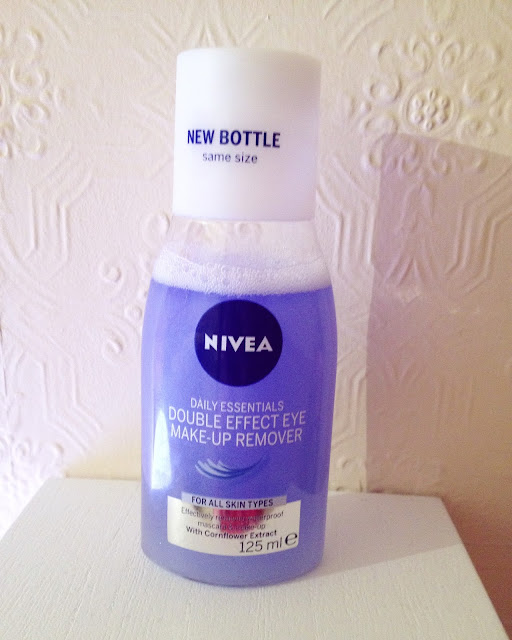 NEW BOTTLE
same size
NIVEA
DAILY ESSENTIALS
DOUBLE EFFECT EYE
MAKE-UP REMOVER
FOR ALL SKIN TYPES
Effectively
With Cornflower Extract
125 ml e